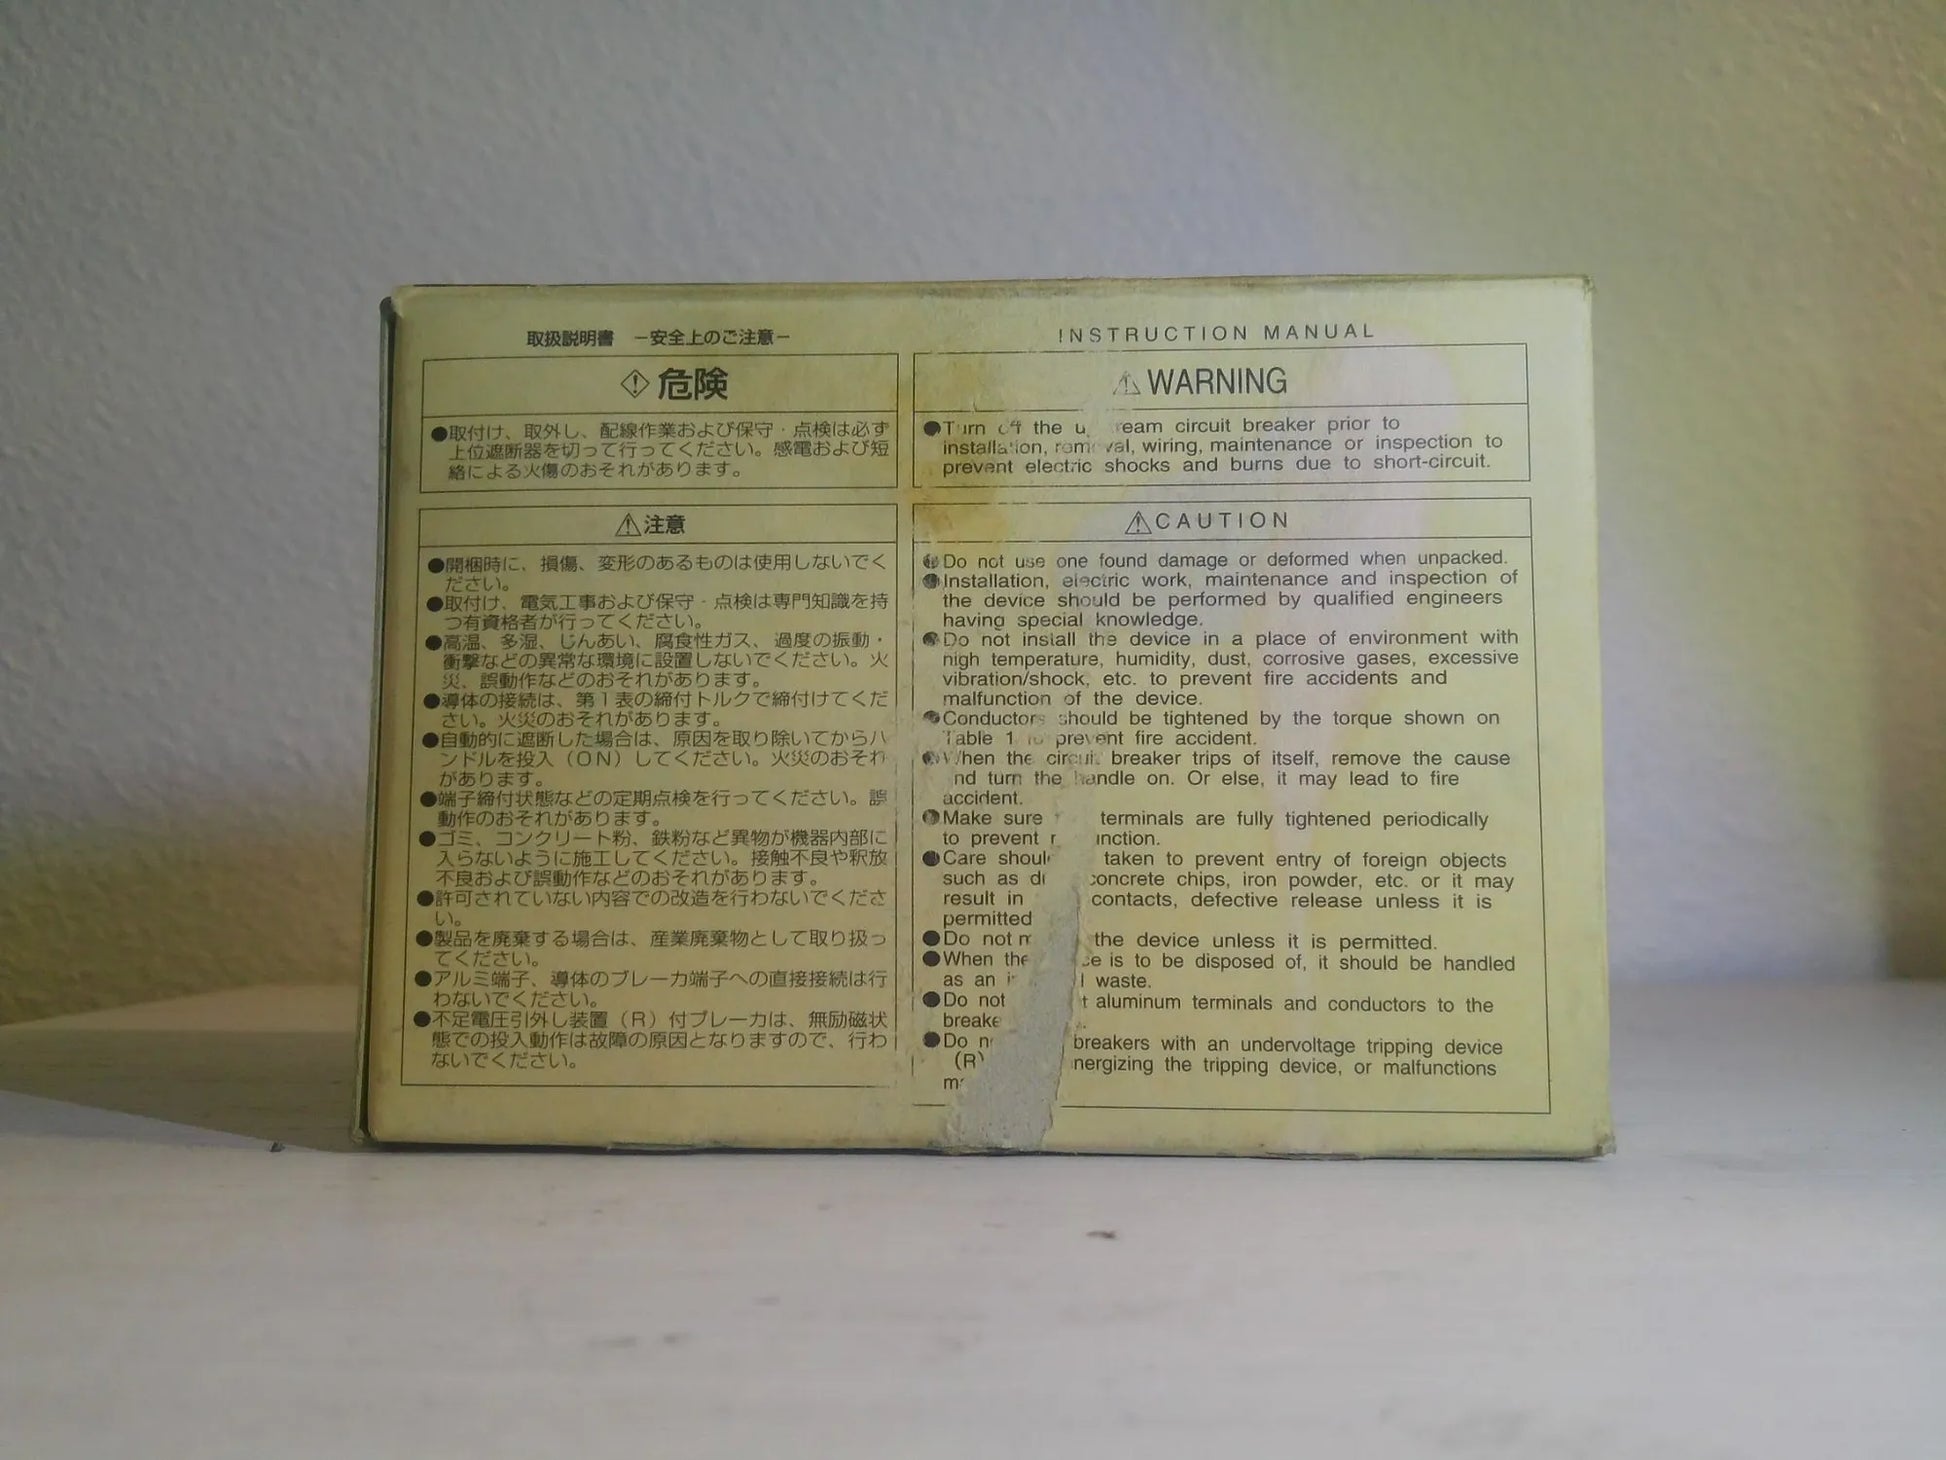 取扱説明書 −安全上のご注意−
危険
●取付け、取外し、配線作業および保守・点検は必ず
上位遮断器を切って行ってください。感電および短
絡による火傷のおそれがあります。
注意
●開梱時に、損傷、変形のあるものは使用しないでく
ださい。
●取付け、電気工事および保守・点検は専門知識を持
つ有資格者が行ってください。
●高温、多湿、じんあい、腐食性ガス、過度の振動・
衝撃などの異常な環境に設置しないでください。火
災、誤動作などのおそれがあります。
●導体の接続は、第1表の締付トルクで締付けてくだ
さい。火災のおそれがあります。
●自動的に遮断した場合は、原因を取り除いてからハ
ンドルを投入（ON）してください。火災のおそれ
があります。
●端子締付状態などの定期点検を行ってください。誤
動作のおそれがあります。
●ゴミ、コンクリート粉、鉄粉など異物が機器内部に
入らないように施工してください。接触不良や釈放
不良および誤動作などのおそれがあります。
●許可されていない内容での改造を行わないでくださ
い。
●製品を廃棄する場合は、産業廃棄物として取り扱っ
てください。
●アルミ端子、導体のブレーカ端子への直接接続は行
わないでください。
●不足電圧引外し装置（R）付ブレーカは、無励磁状
態での投入動作は故障の原因となりますので、行わ
ないでください。
INSTRUCTION MANUAL
WARNING
●Turn off the eam circuit breaker prior to
installation, removal, wiring, maintenance or inspection to
prevent electric shocks and burns due to short-circuit.
CAUTION
●Do not use one found damage or deformed when unpacked.
●Installation, electric work, maintenance and inspection of
the device should be performed by qualified engineers
having special knowledge.
●Do not install the device in a place of environment with
high temperature, humidity, dust, corrosive gases, excessive
vibration/shock, etc. to prevent fire accidents and
malfunction of the device.
●Conductors should be tightened by the torque shown on
Table 1 to prevent fire accident.
●When the circuit breaker trips of itself, remove the cause
and turn the handle on. Or else, it may lead to fire
accident.
●Make sure terminals are fully tightened periodically
to prevent nction.
●Care shoul taken to prevent entry of foreign objects
such as concrete chips, iron powder, etc. or it may
result in contacts, defective release unless it is
permitted
●Do not the device unless it is permitted.
●When the ce is to be disposed of, it should be handled
as an l waste.
●Do not t aluminum terminals and conductors to the
breake
●Do n breakers with an undervoltage tripping device
(R) nergizing the tripping device, or malfunctions
m